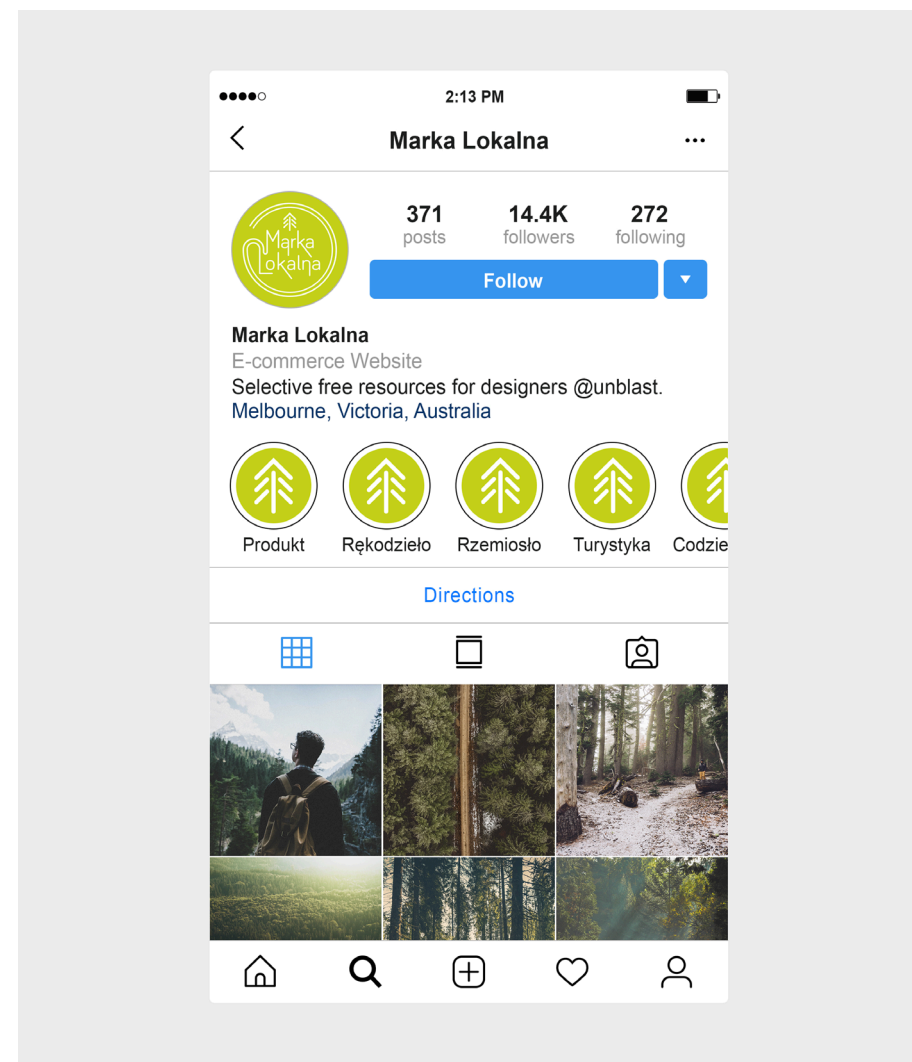 2:13 PM
Marka Lokalna
371 14.4K 272
posts followers following
Marka
Lokalna
Follow
Marka Lokalna
E-commerce Website
Selective free resources for designers @unblast.
Melbourne, Victoria, Australia
Produkt Rękodzieło Rzemiosło Turystyka Codzie
Directions